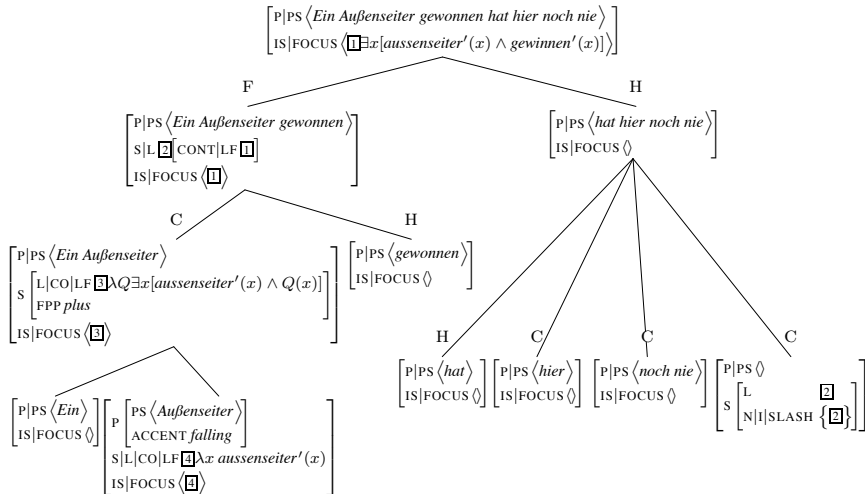 P|PS ⟨Ein Außenseiter gewonnen hat hier noch nie⟩
IS|FOCUS ⟨[1]∃x[aussenseiter′(x) ∧ gewinnen′(x)]⟩
F H
P|PS ⟨Ein Außenseiter gewonnen⟩
S|L [2][CONT|LF [1]]
IS|FOCUS ⟨[1]⟩
P|PS ⟨hat hier noch nie⟩
IS|FOCUS ⟨⟩
C H
P|PS ⟨Ein Außenseiter⟩
S [L|CO|LF [3]λQ∃x[aussenseiter′(x) ∧ Q(x)]
FPP plus]
IS|FOCUS ⟨[3]⟩
P|PS ⟨gewonnen⟩
IS|FOCUS ⟨⟩
H C C C
P|PS ⟨hat⟩
IS|FOCUS ⟨⟩
P|PS ⟨hier⟩
IS|FOCUS ⟨⟩
P|PS ⟨noch nie⟩
IS|FOCUS ⟨⟩
P|PS ⟨⟩
S [L [2]
N|I|SLASH {[2]}]
P|PS ⟨Ein⟩
IS|FOCUS ⟨⟩
P [PS ⟨Außenseiter⟩
ACCENT falling]
S|L|CO|LF [4]λx aussenseiter′(x)
IS|FOCUS ⟨[4]⟩